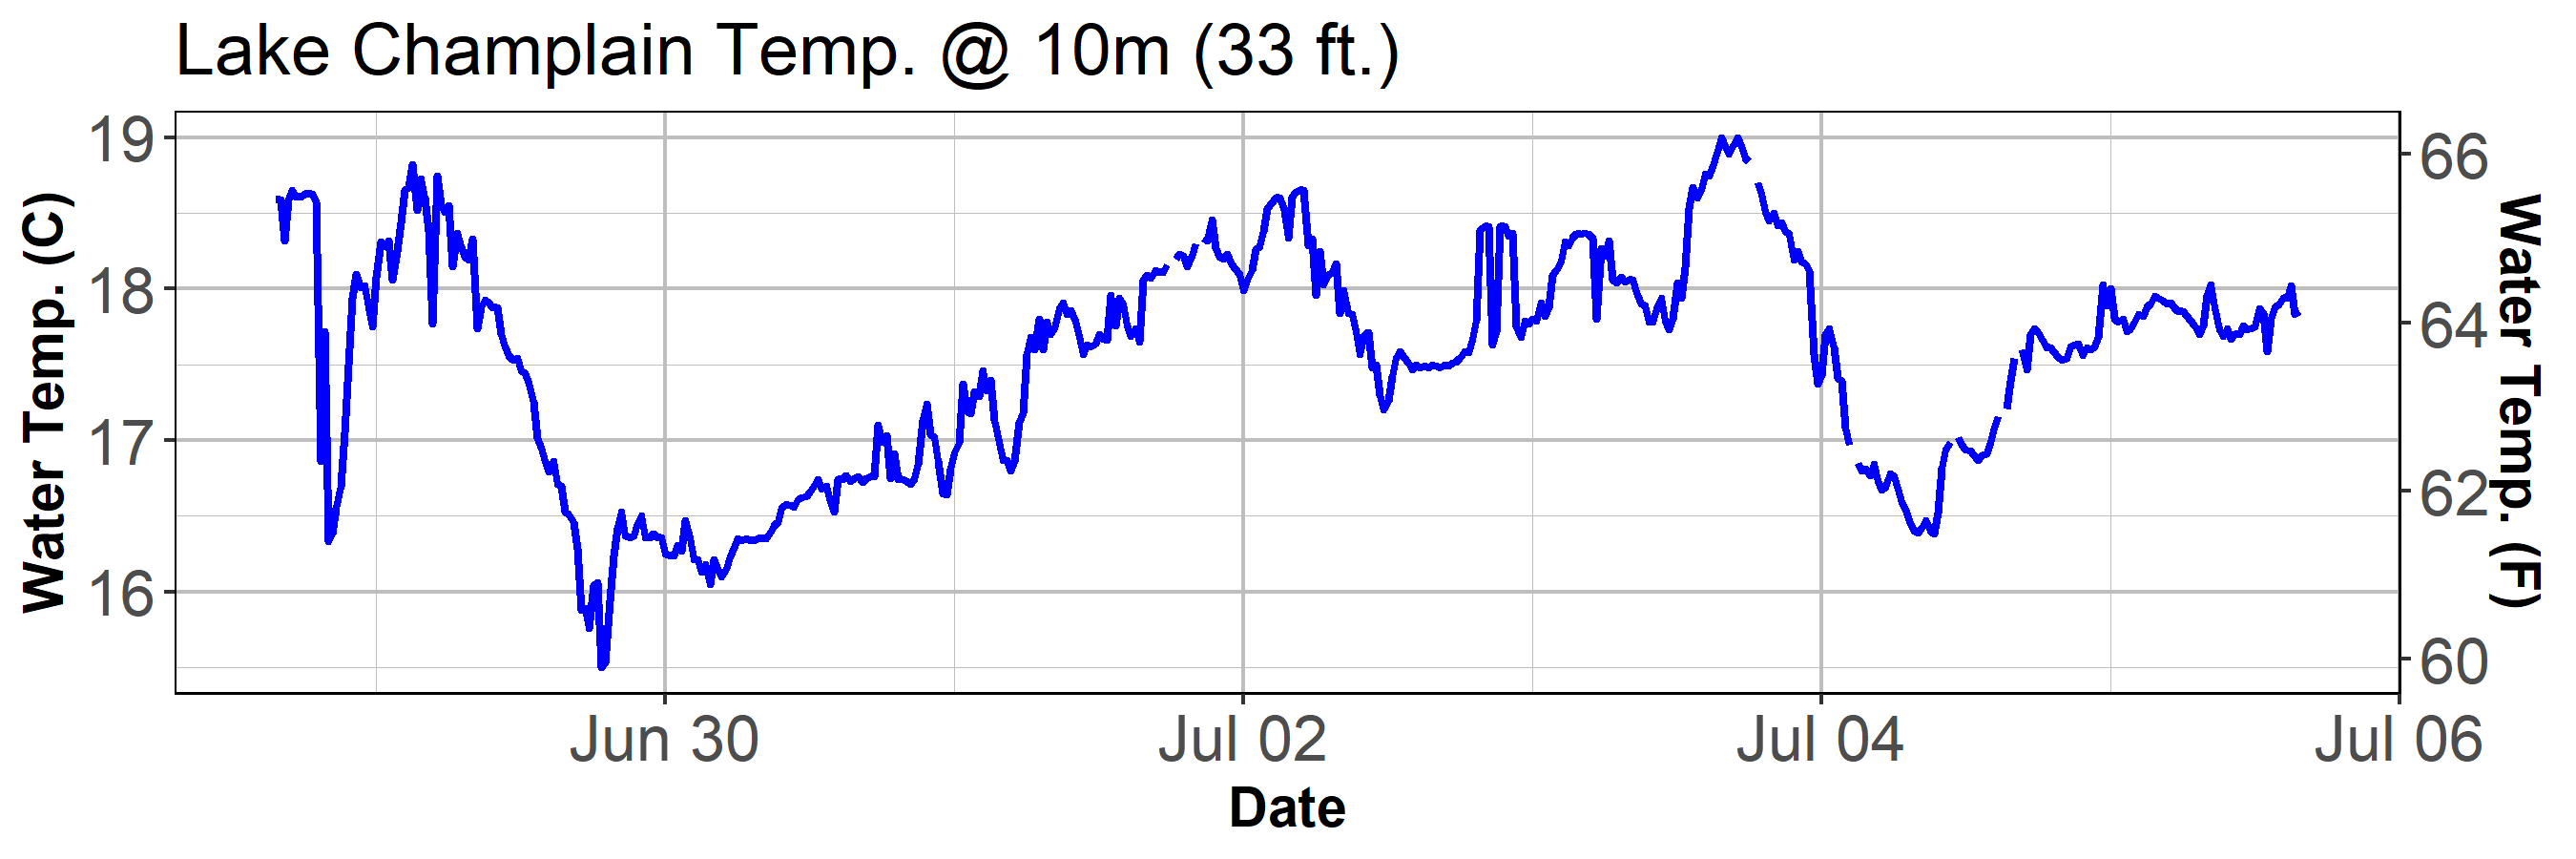 Lake Champlain Temp. @ 10m (33 ft.)
Water Temp. (C)
19
18
17
16
66
64
62
60
Water Temp. (F)
Jun 30
Jul 02
Jul 04
Jul 06
Date